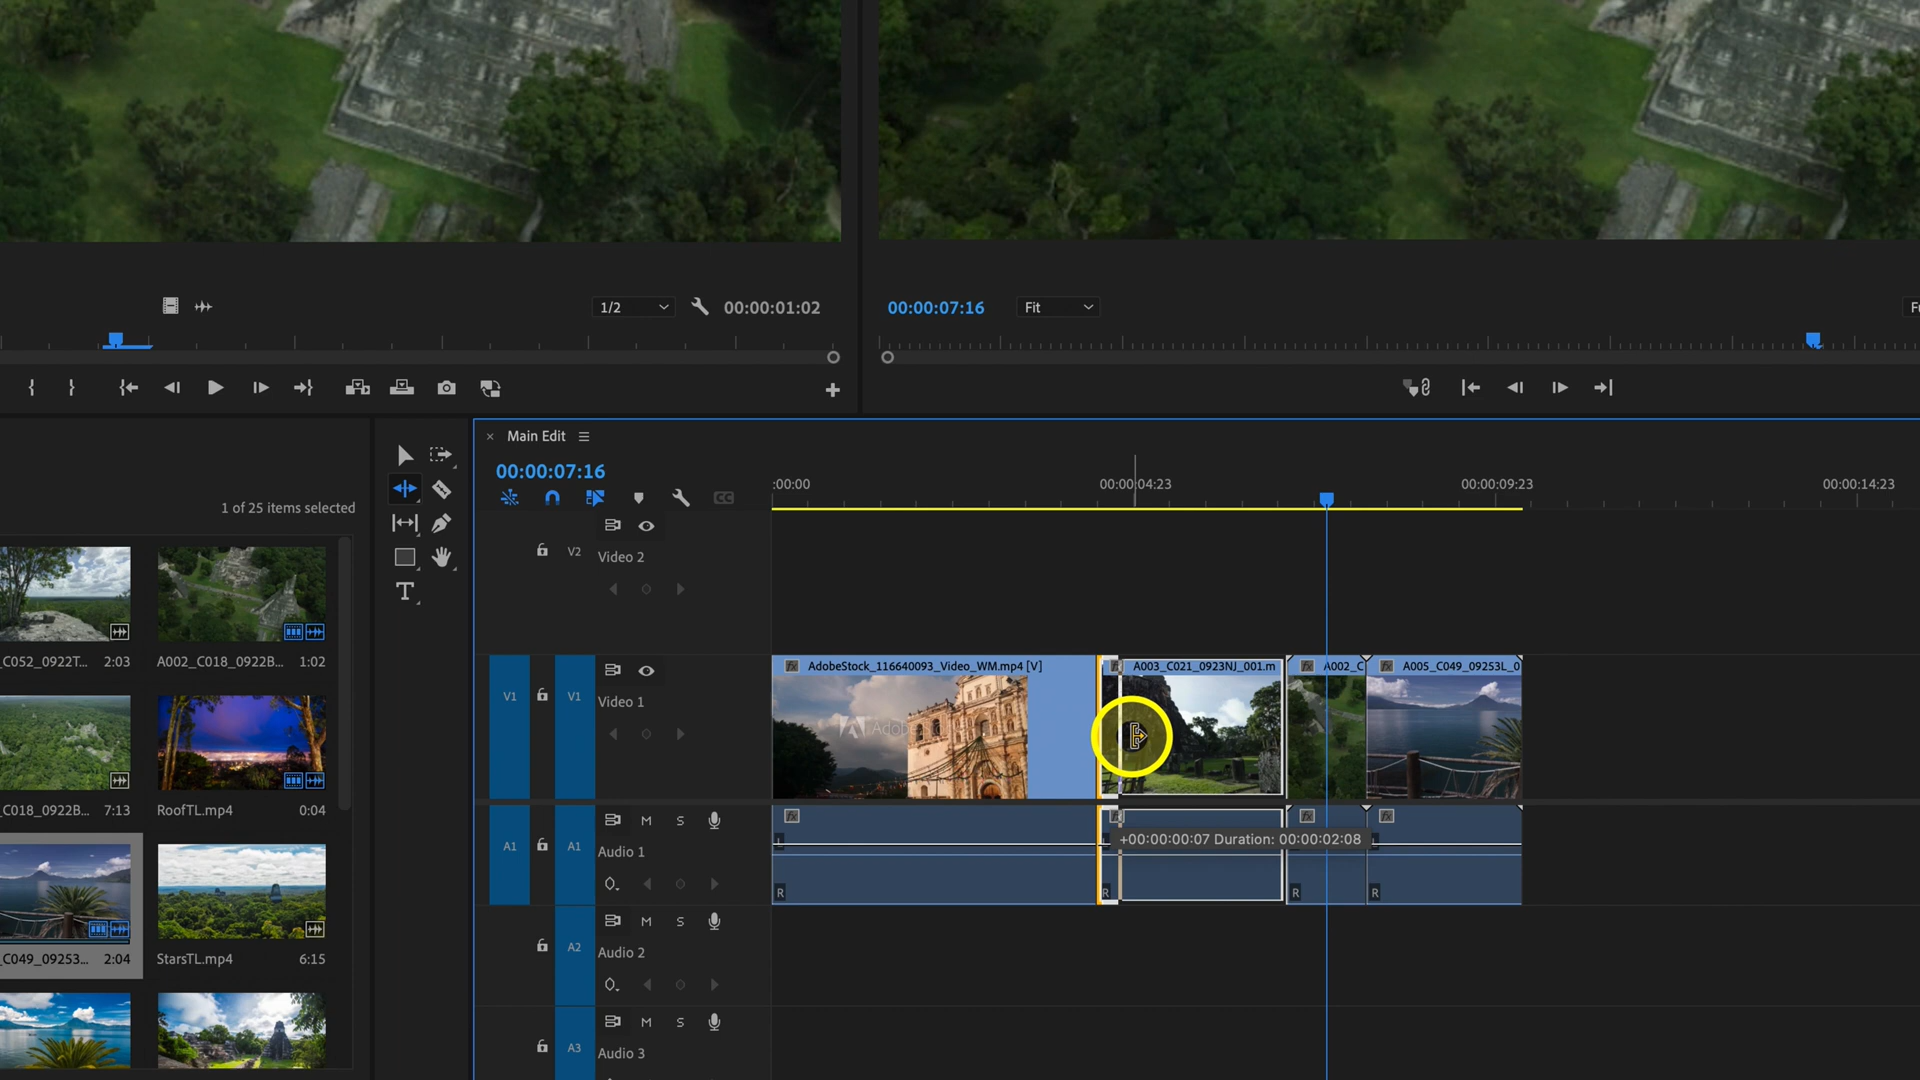 1/2
00:00:01:02
00:00:07:16
Fit
Main Edit
00:00:07:16
:00:00
00:00:04:23
00:00:09:23
00:00:14:23
CC
1 of 25 items selected
V2
Video 2
_C052_0922T... 2:03
A002_C018_0922B... 1:02
V1
V1
Video 1
AdobeStock_116640093_Video_WM.mp4 [V]
A003_C021_0923NJ_001.m
A002_C
A005_C049_09253L_0
_C018_0922B... 7:13
RoofTL.mp4 0:04
A1
A1
M S
Audio 1
+00:00:00:07 Duration: 00:00:02:08
L
R
R
R
R
_C049_09253... 2:04
StarsTL.mp4 6:15
A2
M S
Audio 2
A3
M S
Audio 3